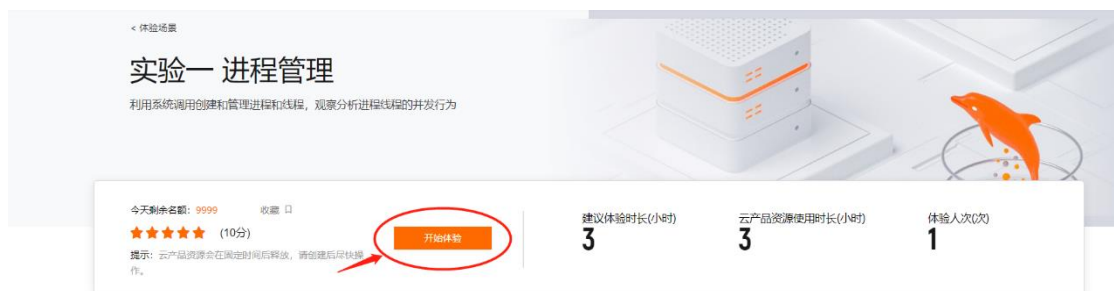 < 体验场景
实验一 进程管理
利用系统调用创建和管理进程和线程，观察分析进程线程的并发行为
今天剩余名额：9999 收藏
(10分)
提示：云产品资源会在固定时间后释放，请创建后尽快操
作。
开始体验
建议体验时长(小时)
3
云产品资源使用时长(小时)
3
体验人次(次)
1